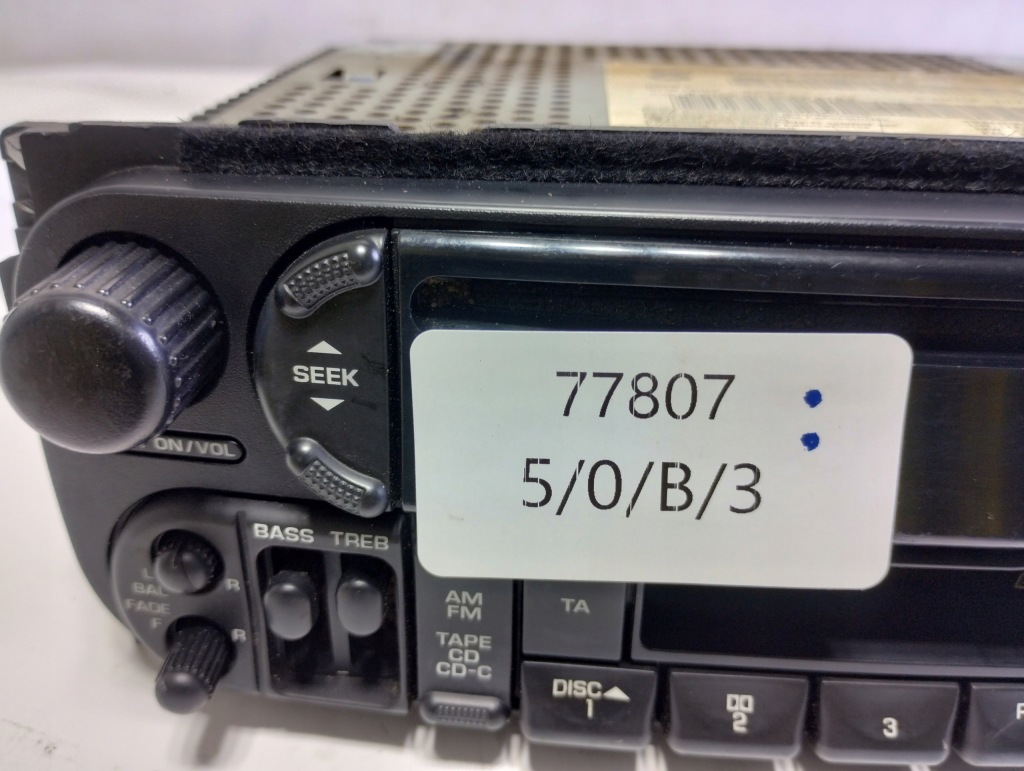 SEEK
ON/VOL
77807
5/0/B/3
BASS TREB
L R
BAL
FADE
F R
AM
FM
TAPE
CD
CD-C
TA
DISC
1
2
3